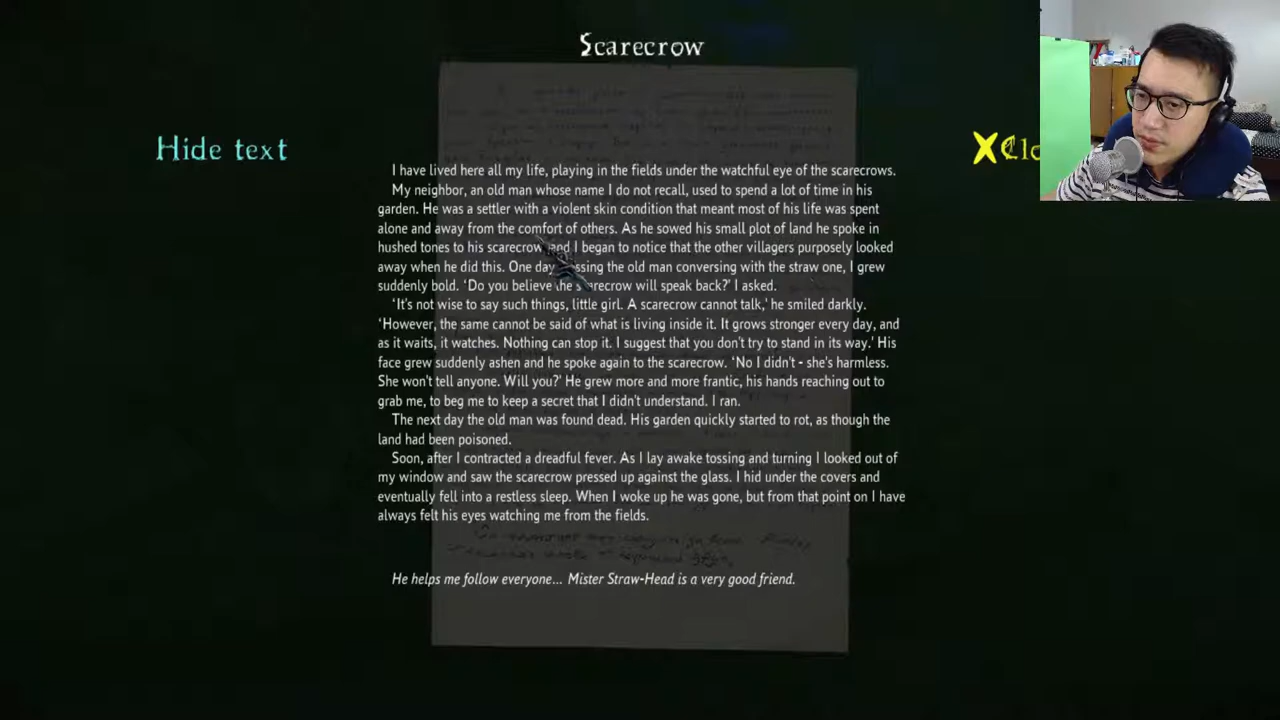 Scarecrow
Hide text
X Clo
I have lived here all my life, playing in the fields under the watchful eye of the scarecrows.
My neighbor, an old man whose name I do not recall, used to spend a lot of time in his
garden. He was a settler with a violent skin condition that meant most of his life was spent
alone and away from the comfort of others. As he sowed his small plot of land he spoke in
hushed tones to his scarecrow and I began to notice that the other villagers purposely looked
away when he did this. One day passing the old man conversing with the straw one, I grew
suddenly bold. ‘Do you believe the scarecrow will speak back?’ I asked.
‘It's not wise to say such things, little girl. A scarecrow cannot talk,’ he smiled darkly.
‘However, the same cannot be said of what is living inside it. It grows stronger every day, and
as it waits, it watches. Nothing can stop it. I suggest that you don't try to stand in its way.’ His
face grew suddenly ashen and he spoke again to the scarecrow. ‘No I didn't - she's harmless.
She won't tell anyone. Will you?’ He grew more and more frantic, his hands reaching out to
grab me, to beg me to keep a secret that I didn't understand. I ran.
The next day the old man was found dead. His garden quickly started to rot, as though the
land had been poisoned.
Soon, after I contracted a dreadful fever. As I lay awake tossing and turning I looked out of
my window and saw the scarecrow pressed up against the glass. I hid under the covers and
eventually fell into a restless sleep. When I woke up he was gone, but from that point on I have
always felt his eyes watching me from the fields.
He helps me follow everyone... Mister Straw-Head is a very good friend.